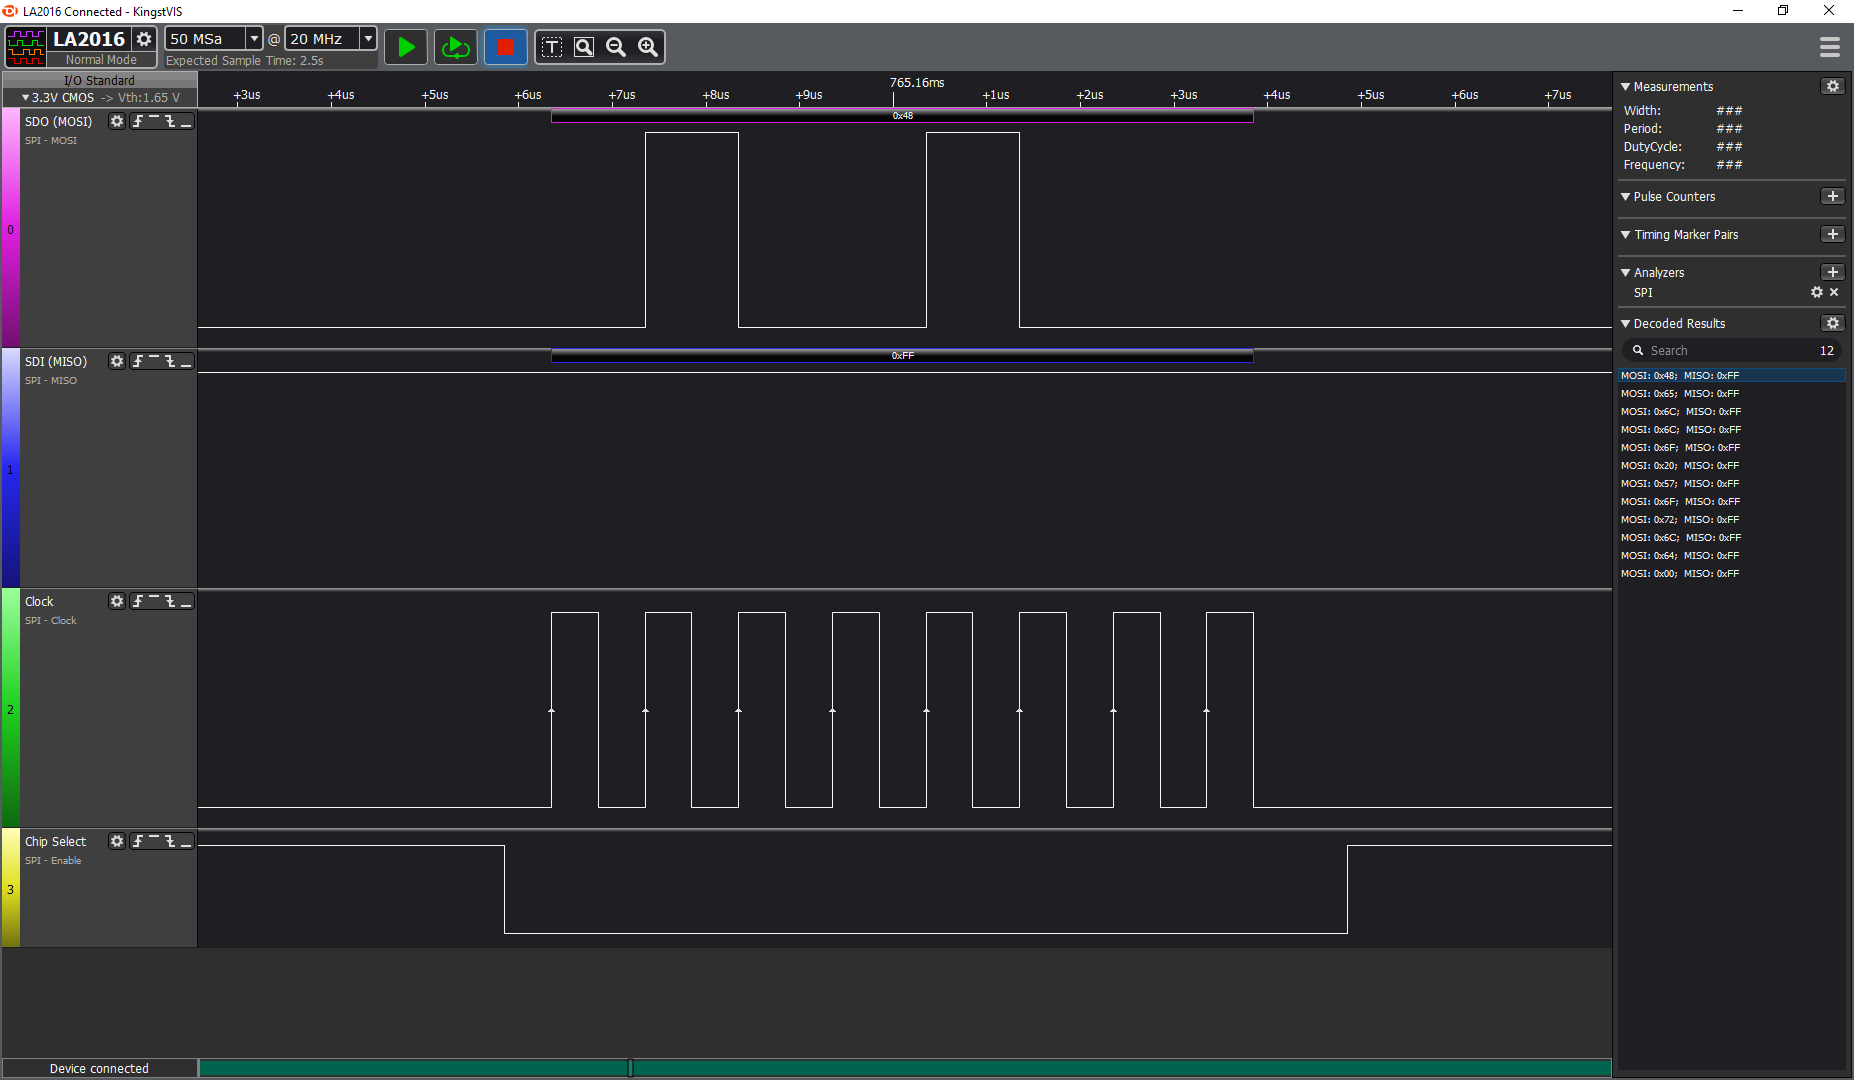 LA2016 Connected - KingstVIS
LA2016
Normal Mode
50 MSa @ 20 MHz
Expected Sample Time: 2.5s
T
I/O Standard
3.3V CMOS -> Vth:1.65 V
765.16ms
+3us +4us +5us +6us +7us +8us +9us +1us +2us +3us +4us +5us +6us +7us
0
SDO (MOSI)
SPI - MOSI
0x48
1
SDI (MISO)
SPI - MISO
0xFF
2
Clock
SPI - Clock
3
Chip Select
SPI - Enable
Device connected
Measurements
Width: ###
Period: ###
DutyCycle: ###
Frequency: ###
Pulse Counters
Timing Marker Pairs
Analyzers
SPI
Decoded Results
Search 12
MOSI: 0x48; MISO: 0xFF
MOSI: 0x65; MISO: 0xFF
MOSI: 0x6C; MISO: 0xFF
MOSI: 0x6C; MISO: 0xFF
MOSI: 0x6F; MISO: 0xFF
MOSI: 0x20; MISO: 0xFF
MOSI: 0x57; MISO: 0xFF
MOSI: 0x6F; MISO: 0xFF
MOSI: 0x72; MISO: 0xFF
MOSI: 0x6C; MISO: 0xFF
MOSI: 0x64; MISO: 0xFF
MOSI: 0x00; MISO: 0xFF